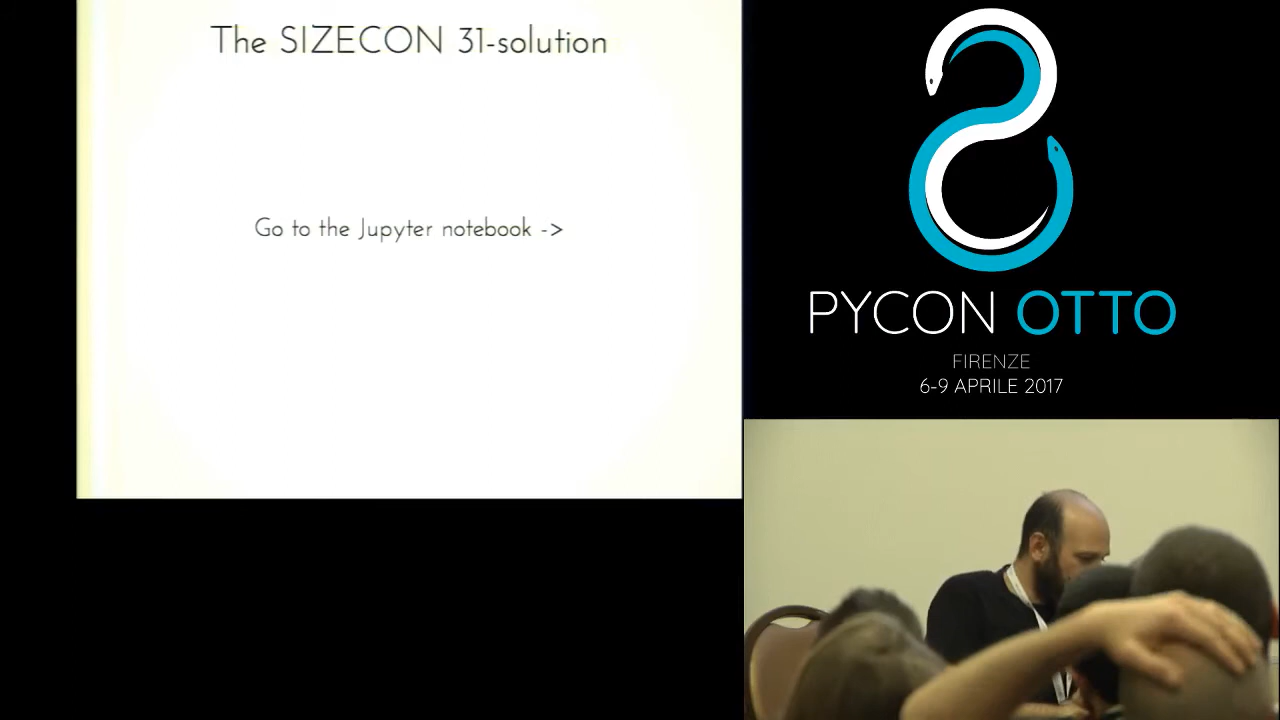 The SIZECON 31-solution
Go to the Jupyter notebook ->
PYCON OTTO
FIRENZE
6-9 APRILE 2017